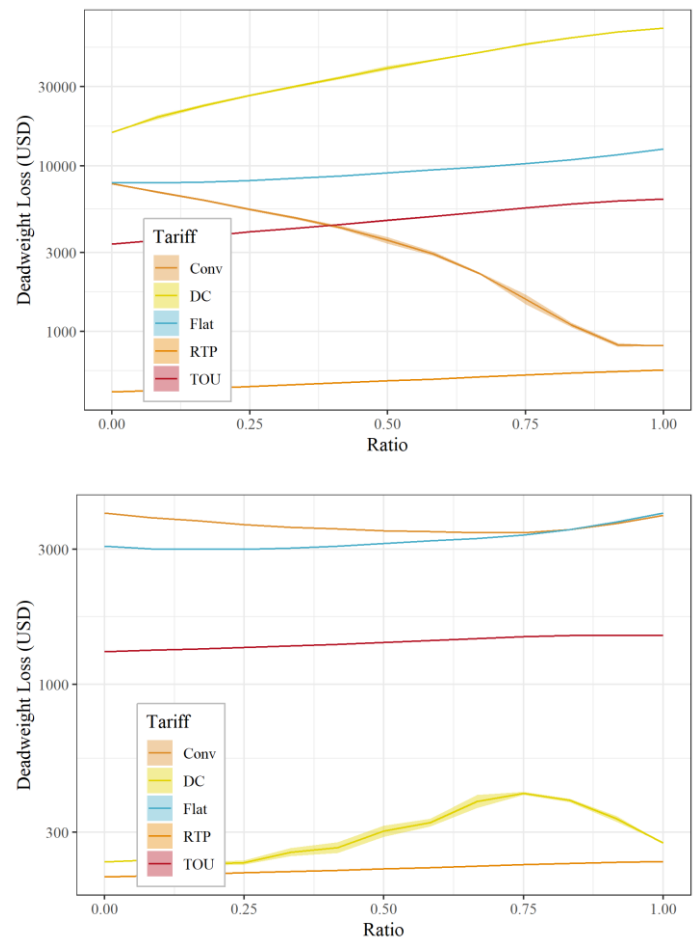 Deadweight Loss (USD)
30000
10000
3000
1000
Tariff
Conv
DC
Flat
RTP
TOU
0.00 0.25 0.50 0.75 1.00
Ratio
Deadweight Loss (USD)
3000
1000
300
Tariff
Conv
DC
Flat
RTP
TOU
0.00 0.25 0.50 0.75 1.00
Ratio